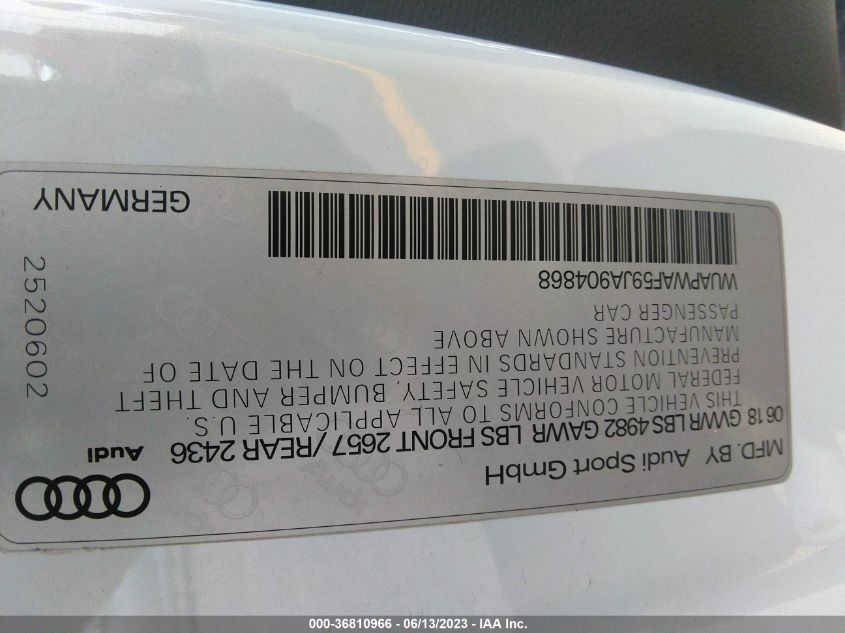 MFD. BY Audi Sport GmbH
06 18 GVWR LBS 4982 GAWR LBS FRONT 2657 / REAR 2436
Audi
THIS VEHICLE CONFORMS TO ALL APPLICABLE U.S.
FEDERAL MOTOR VEHICLE SAFETY, BUMPER AND THEFT
PREVENTION STANDARDS IN EFFECT ON THE DATE OF
MANUFACTURE SHOWN ABOVE
PASSENGER CAR
WUAPWAF59JA904868
GERMANY
2520602
000-36810966 - 06/13/2023 - IAA Inc.